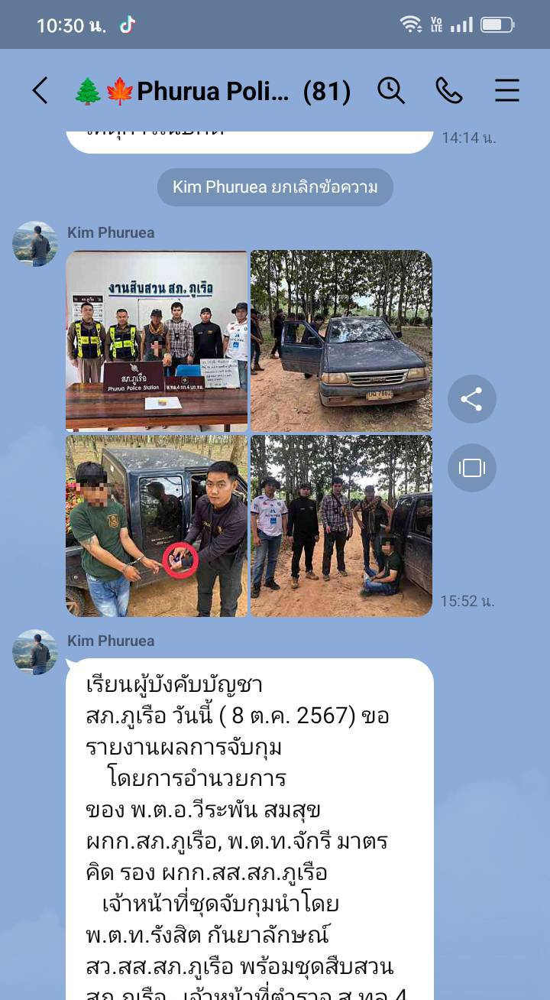 10:30 น.
Vo LTE
Phurua Poli... (81)
14:14 น.
Kim Phuruea ยกเลิกข้อความ
Kim Phuruea
งานสืบสวน สภ. ภูเรือ
สภ.ภูเรือ
สภ.ภูเรือ
Phurua Police Station
ISUZU
15:52 น.
Kim Phuruea
เรียนผู้บังคับบัญชา
สภ.ภูเรือ วันนี้ ( 8 ต.ค. 2567) ขอ
รายงานผลการจับกุม
โดยการอำนวยการ
ของ พ.ต.อ.วีระพัน สมสุข
ผกก.สภ.ภูเรือ, พ.ต.ท.จักรี มาตร
คิด รอง ผกก.สส.สภ.ภูเรือ
เจ้าหน้าที่ชุดจับกุมนำโดย
พ.ต.ท.รังสิต กันยาลักษณ์
สว.สส.สภ.ภูเรือ พร้อมชุดสืบสวน
สภ.ภูเรือ เจ้าหน้าที่ตำรวจ ส.ทล.4